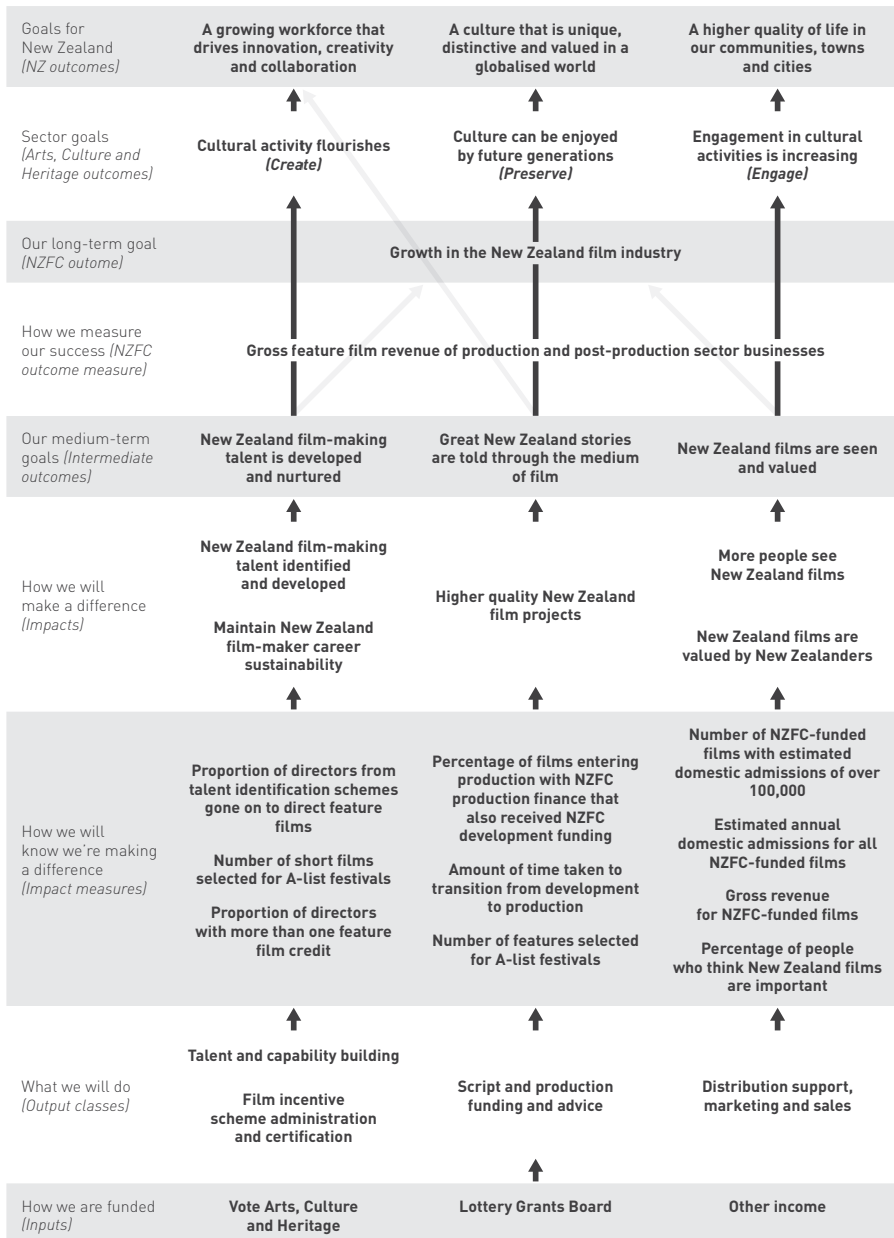 Goals for
New Zealand
(NZ outcomes)
A growing workforce that
drives innovation, creativity
and collaboration
A culture that is unique,
distinctive and valued in a
globalised world
A higher quality of life in
our communities, towns
and cities
Sector goals
(Arts, Culture and
Heritage outcomes)
Cultural activity flourishes
(Create)
Culture can be enjoyed
by future generations
(Preserve)
Engagement in cultural
activities is increasing
(Engage)
Our long-term goal
(NZFC outome)
Growth in the New Zealand film industry
How we measure
our success (NZFC
outcome measure)
Gross feature film revenue of production and post-production sector businesses
Our medium-term
goals (Intermediate
outcomes)
New Zealand film-making
talent is developed
and nurtured
Great New Zealand stories
are told through the medium
of film
New Zealand films are seen
and valued
How we will
make a difference
(Impacts)
New Zealand film-making
talent identified
and developed
Maintain New Zealand
film-maker career
sustainability
Higher quality New Zealand
film projects
More people see
New Zealand films
New Zealand films are
valued by New Zealanders
How we will
know we're making
a difference
(Impact measures)
Proportion of directors from
talent identification schemes
gone on to direct feature
films
Number of short films
selected for A-list festivals
Proportion of directors
with more than one feature
film credit
Percentage of films entering
production with NZFC
production finance that
also received NZFC
development funding
Amount of time taken to
transition from development
to production
Number of features selected
for A-list festivals
Number of NZFC-funded
films with estimated
domestic admissions of over
100,000
Estimated annual
domestic admissions for all
NZFC-funded films
Gross revenue
for NZFC-funded films
Percentage of people
who think New Zealand films
are important
What we will do
(Output classes)
Talent and capability building
Film incentive
scheme administration
and certification
Script and production
funding and advice
Distribution support,
marketing and sales
How we are funded
(Inputs)
Vote Arts, Culture
and Heritage
Lottery Grants Board
Other income